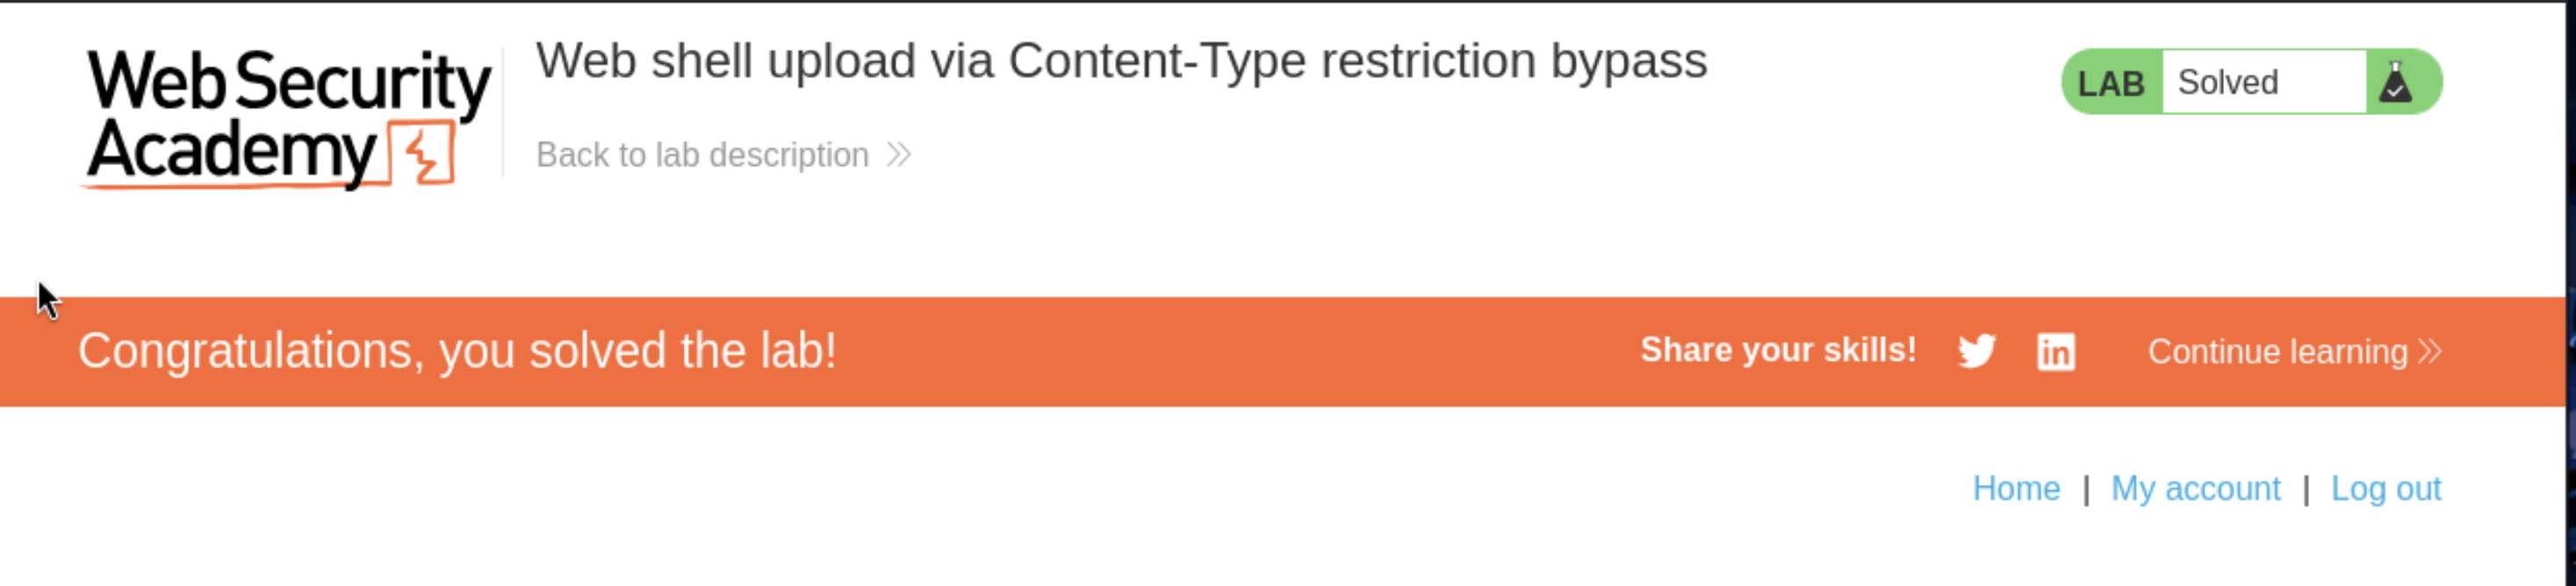 Web Security
Academy
Web shell upload via Content-Type restriction bypass
Back to lab description
LAB Solved
Congratulations, you solved the lab!
Share your skills! in Continue learning
Home | My account | Log out